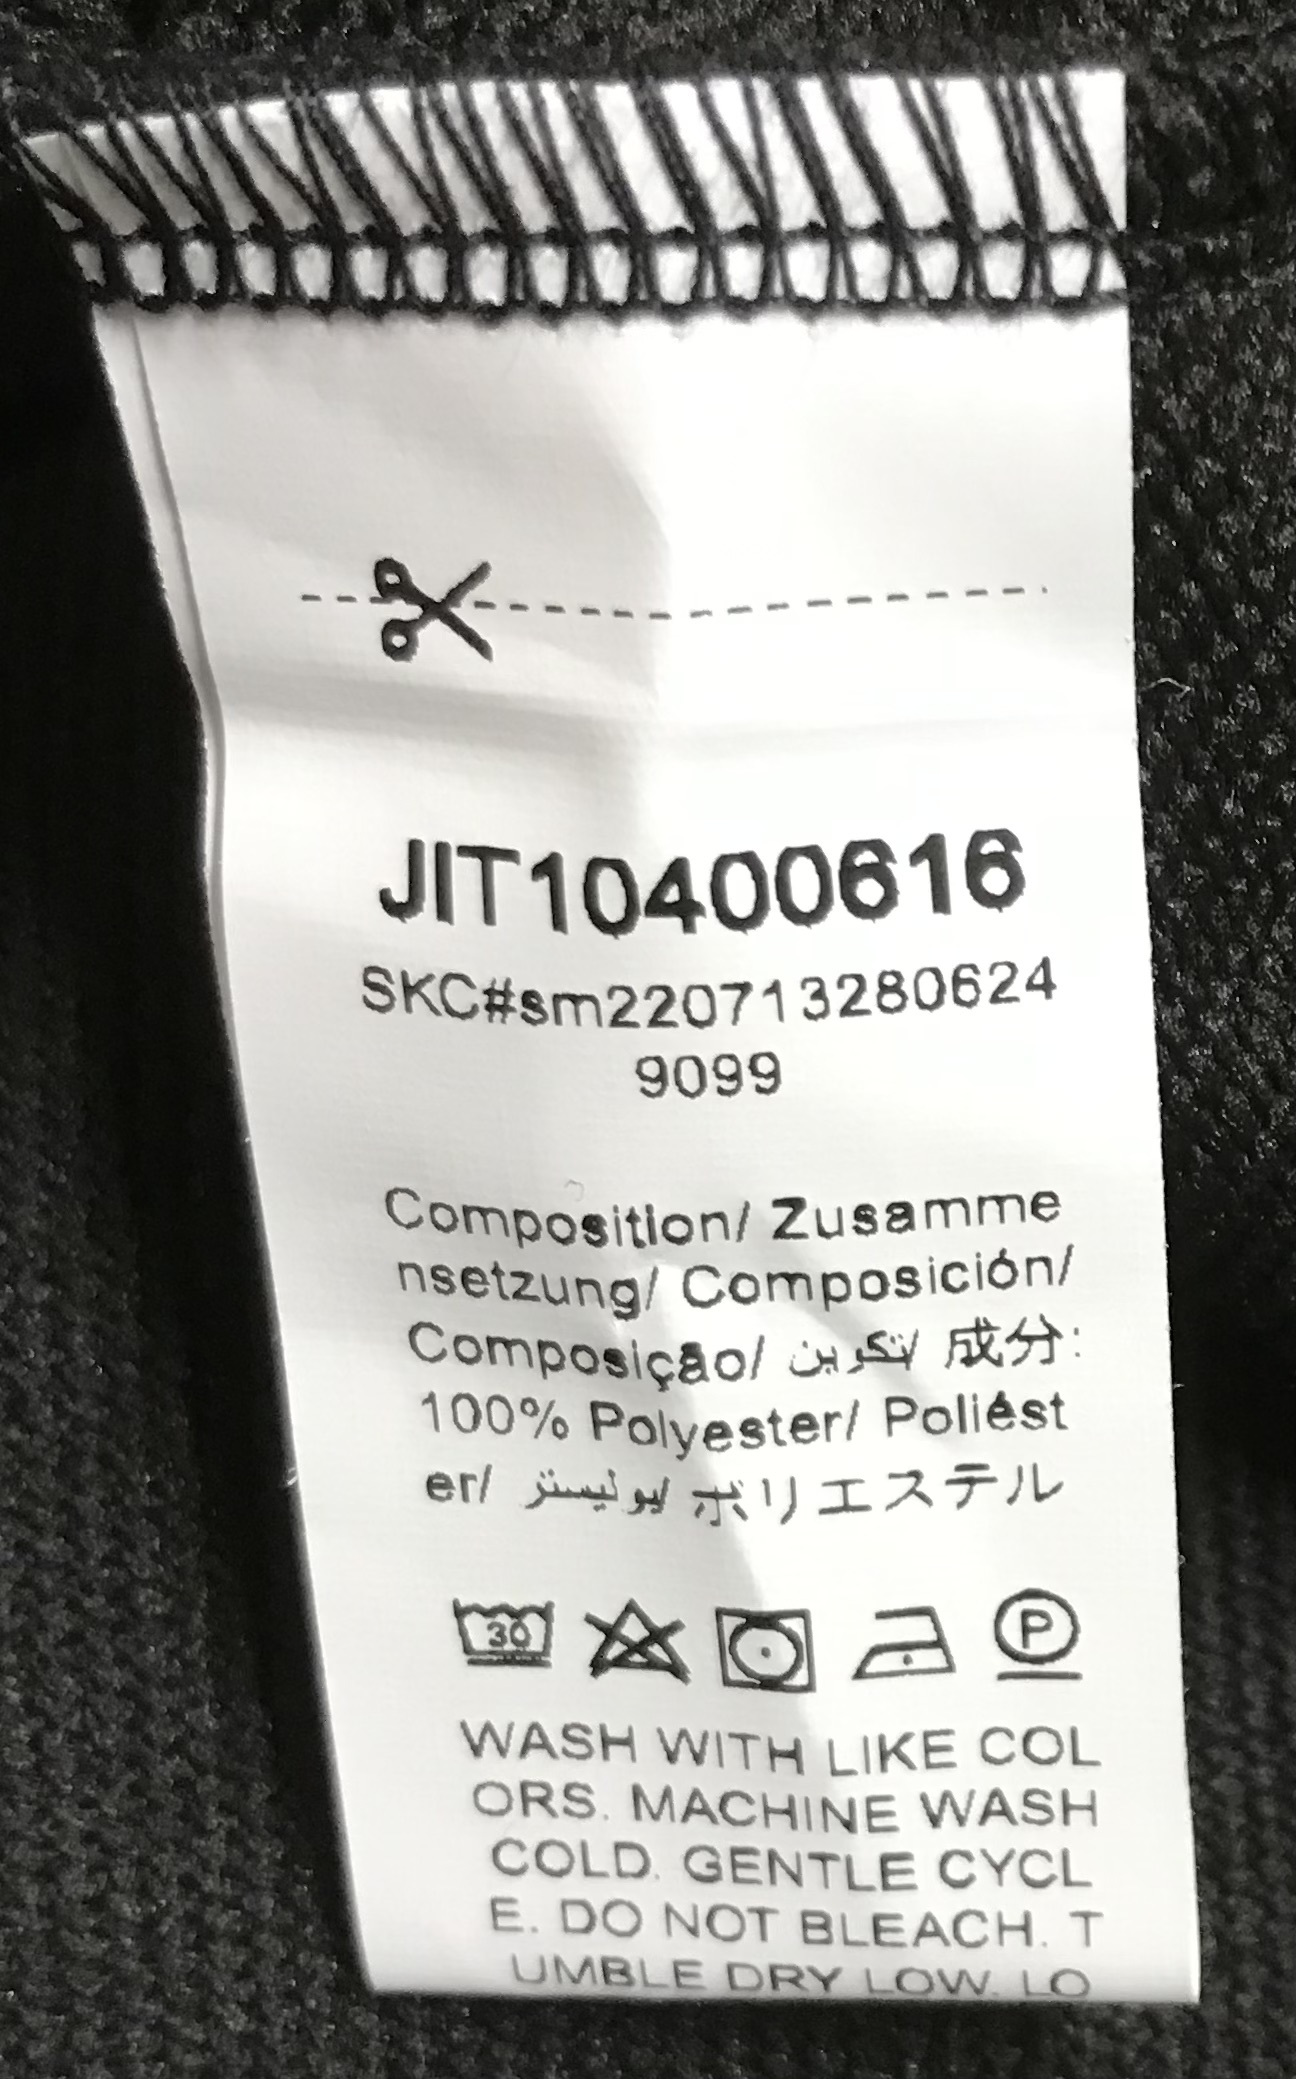 JIT10400616
SKC#sm220713280624
9099
Composition/ Zusamme
nsetzung/ Composición/
Composição/ تكوين/ 成分:
100% Polyester/ Poliést
er/ بوليستر/ ポリエステル
30
P
WASH WITH LIKE COL
ORS. MACHINE WASH
COLD. GENTLE CYCL
E. DO NOT BLEACH. T
UMBLE DRY LOW. LO